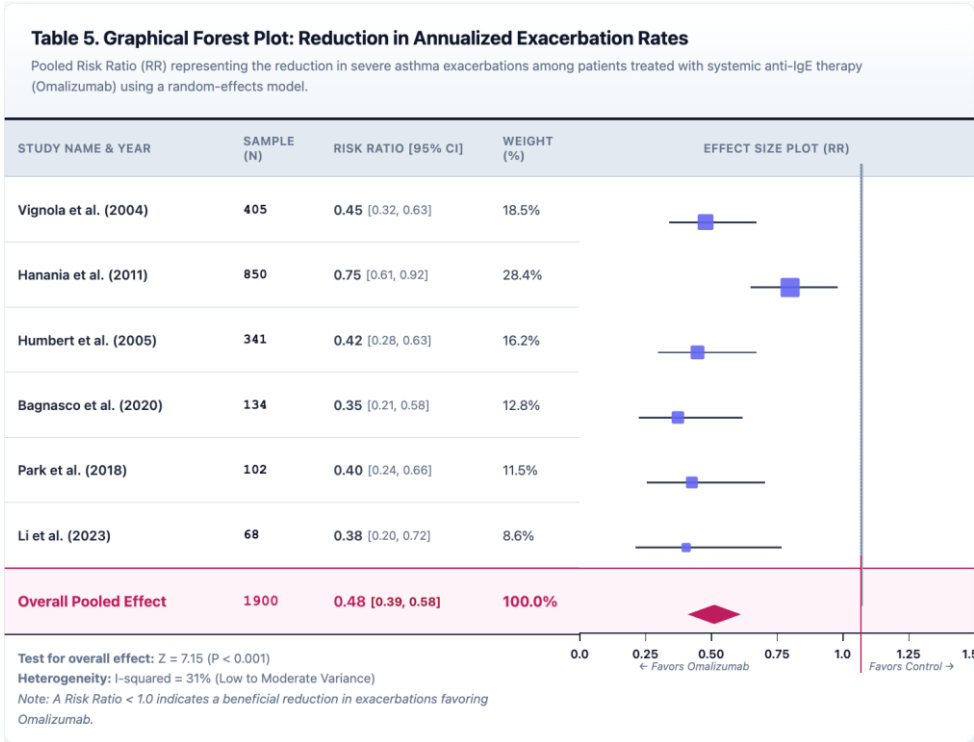 Table 5. Graphical Forest Plot: Reduction in Annualized Exacerbation Rates
Pooled Risk Ratio (RR) representing the reduction in severe asthma exacerbations among patients treated with systemic anti-IgE therapy
(Omalizumab) using a random-effects model.
STUDY NAME & YEAR SAMPLE (N) RISK RATIO [95% CI] WEIGHT (%) EFFECT SIZE PLOT (RR)
Vignola et al. (2004) 405 0.45 [0.32, 0.63] 18.5%
Hanania et al. (2011) 850 0.75 [0.61, 0.92] 28.4%
Humbert et al. (2005) 341 0.42 [0.28, 0.63] 16.2%
Bagnasco et al. (2020) 134 0.35 [0.21, 0.58] 12.8%
Park et al. (2018) 102 0.40 [0.24, 0.66] 11.5%
Li et al. (2023) 68 0.38 [0.20, 0.72] 8.6%
Overall Pooled Effect 1900 0.48 [0.39, 0.58] 100.0%
0.0 0.25 0.50 0.75 1.0 1.25
← Favors Omalizumab Favors Control →
Test for overall effect: Z = 7.15 (P < 0.001)
Heterogeneity: I-squared = 31% (Low to Moderate Variance)
Note: A Risk Ratio < 1.0 indicates a beneficial reduction in exacerbations favoring
Omalizumab.